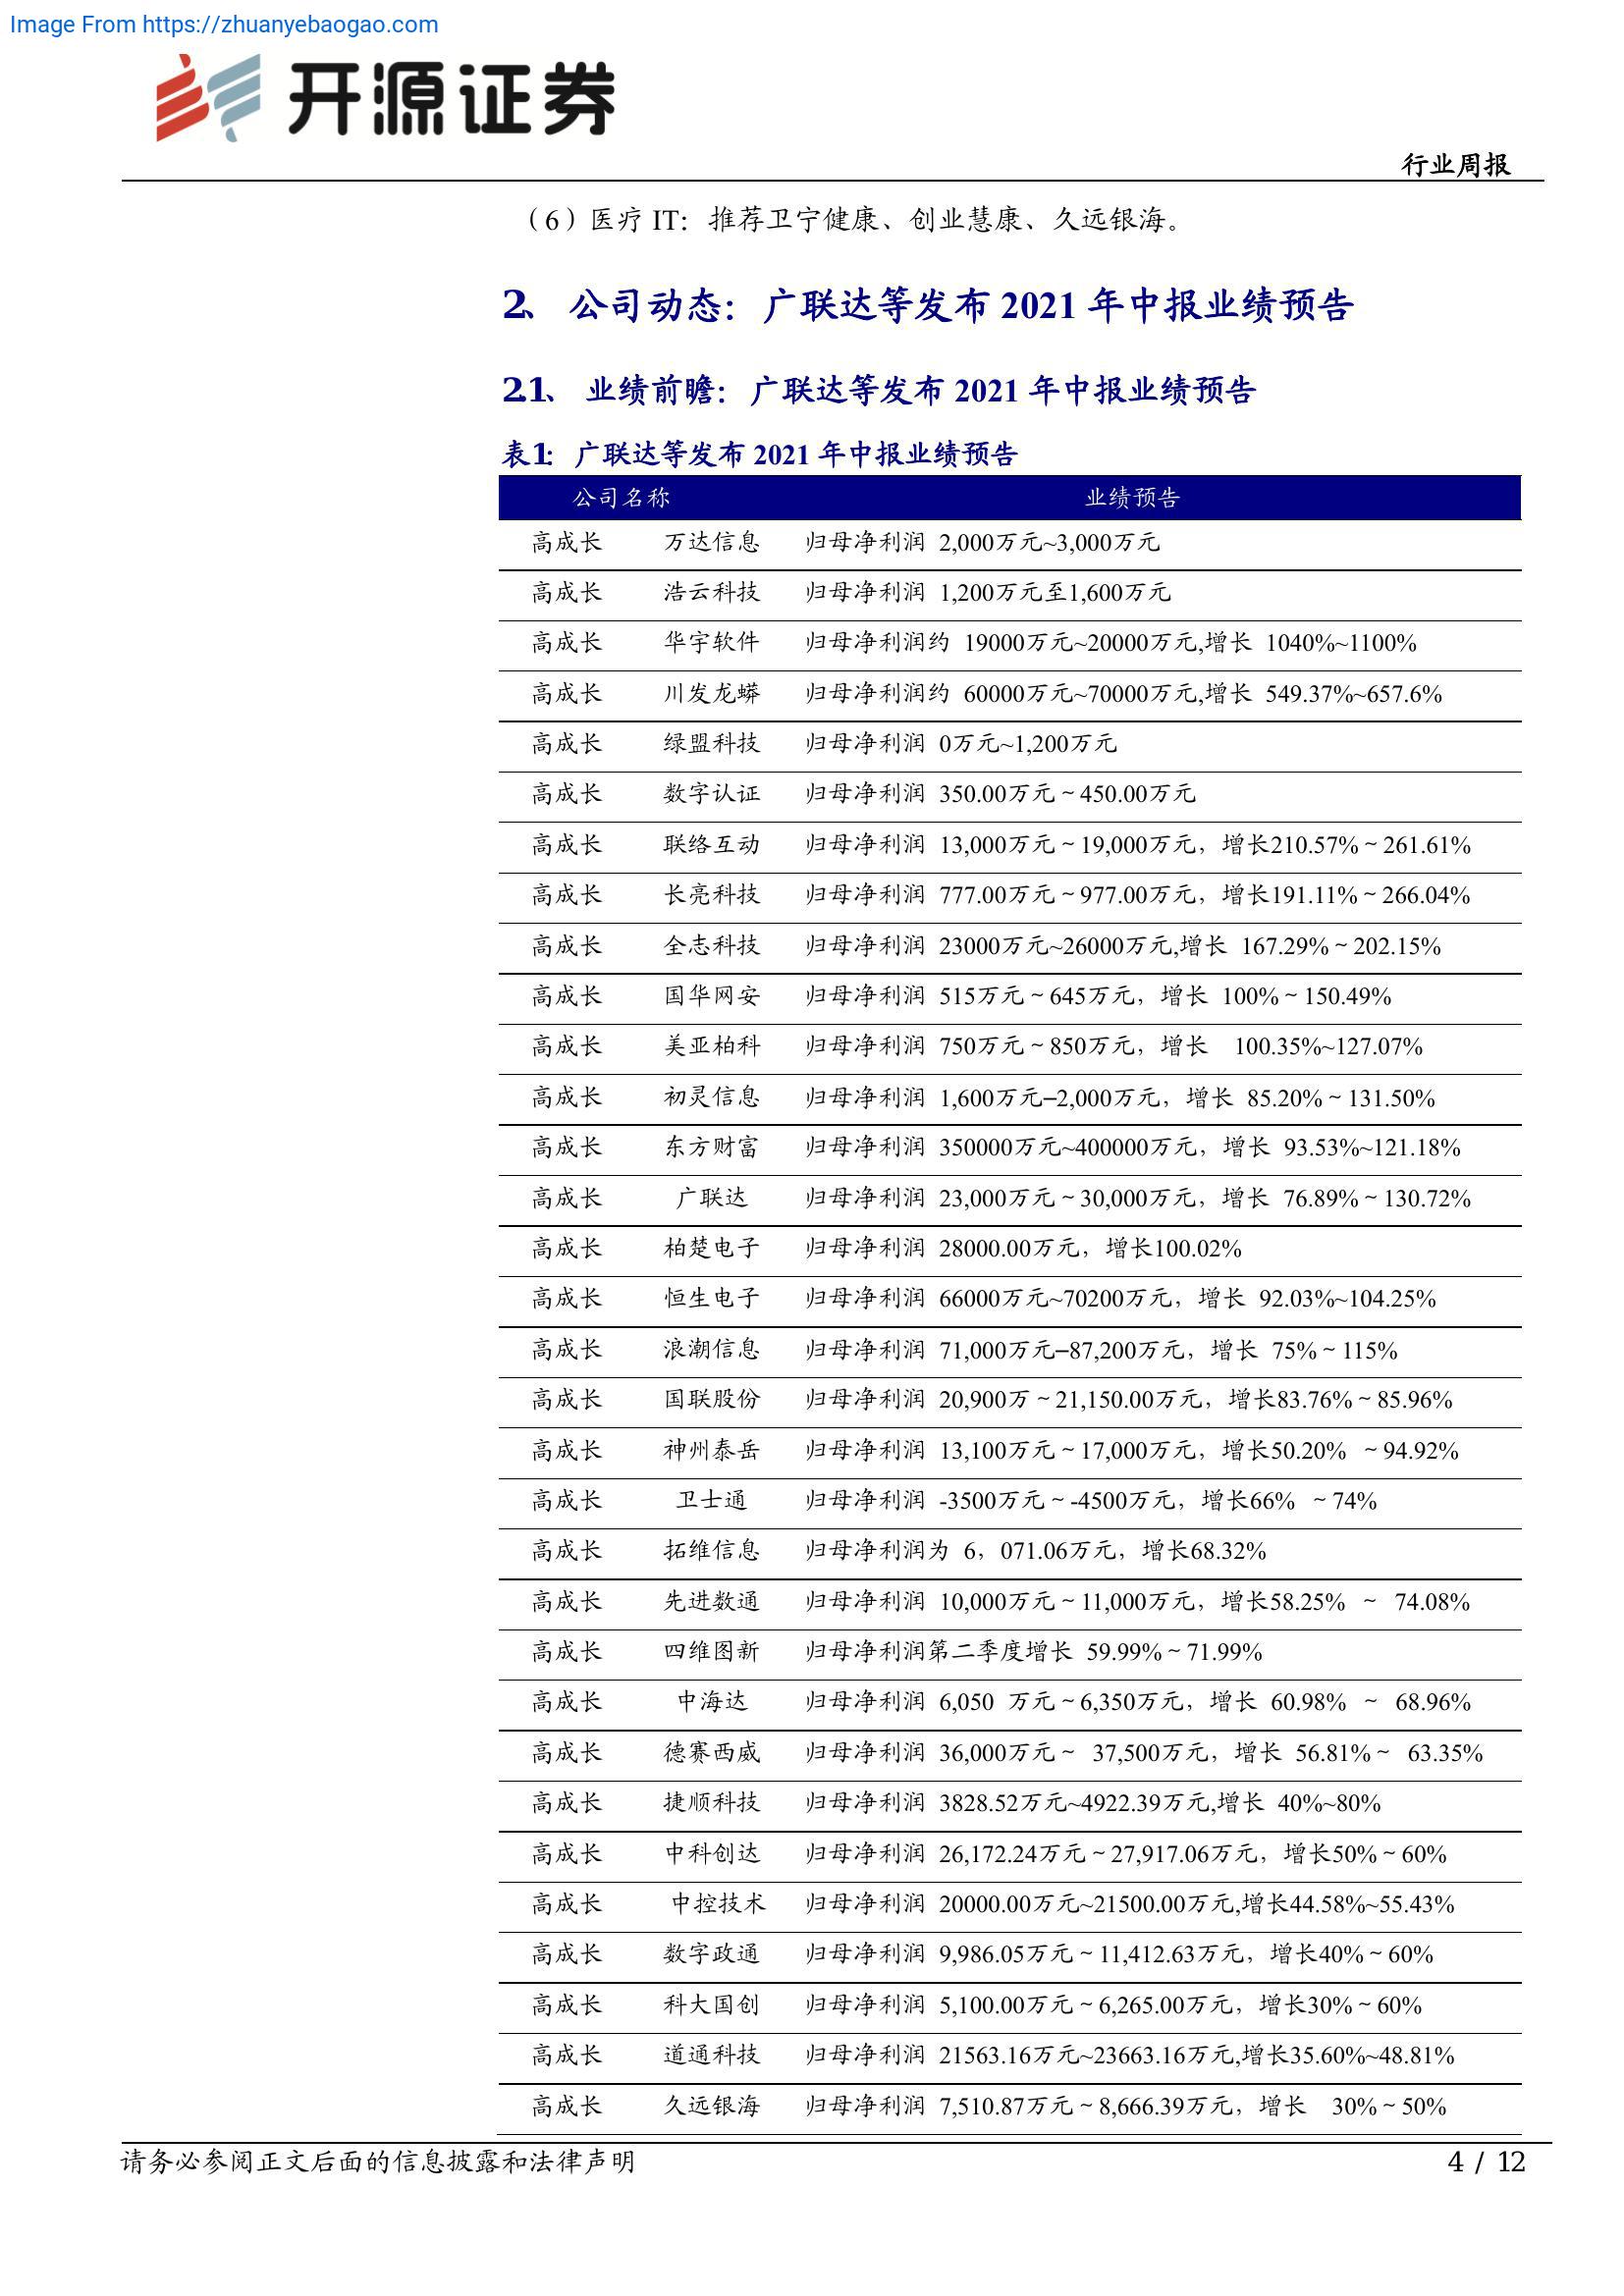 Image From https://zhuanyebaogao.com
开源证券
行业周报
（6）医疗 IT：推荐卫宁健康、创业慧康、久远银海。
2、 公司动态：广联达等发布 2021 年中报业绩预告
2.1、 业绩前瞻：广联达等发布 2021 年中报业绩预告
表1： 广联达等发布 2021 年中报业绩预告
公司名称 业绩预告
高成长 万达信息 归母净利润 2,000万元~3,000万元
高成长 浩云科技 归母净利润 1,200万元至1,600万元
高成长 华宇软件 归母净利润约 19000万元~20000万元,增长 1040%~1100%
高成长 川发龙蟒 归母净利润约 60000万元~70000万元,增长 549.37%~657.6%
高成长 绿盟科技 归母净利润 0万元~1,200万元
高成长 数字认证 归母净利润 350.00万元～450.00万元
高成长 联络互动 归母净利润 13,000万元～19,000万元，增长210.57%～261.61%
高成长 长亮科技 归母净利润 777.00万元～977.00万元，增长191.11%～266.04%
高成长 全志科技 归母净利润 23000万元~26000万元,增长 167.29%～202.15%
高成长 国华网安 归母净利润 515万元～645万元，增长 100%～150.49%
高成长 美亚柏科 归母净利润 750万元～850万元，增长 100.35%~127.07%
高成长 初灵信息 归母净利润 1,600万元–2,000万元，增长 85.20%～131.50%
高成长 东方财富 归母净利润 350000万元~400000万元，增长 93.53%~121.18%
高成长 广联达 归母净利润 23,000万元～30,000万元，增长 76.89%～130.72%
高成长 柏楚电子 归母净利润 28000.00万元，增长100.02%
高成长 恒生电子 归母净利润 66000万元~70200万元，增长 92.03%~104.25%
高成长 浪潮信息 归母净利润 71,000万元–87,200万元，增长 75%～115%
高成长 国联股份 归母净利润 20,900万～21,150.00万元，增长83.76%～85.96%
高成长 神州泰岳 归母净利润 13,100万元～17,000万元，增长50.20% ～94.92%
高成长 卫士通 归母净利润 -3500万元～-4500万元，增长66% ～74%
高成长 拓维信息 归母净利润为 6，071.06万元，增长68.32%
高成长 先进数通 归母净利润 10,000万元～11,000万元，增长58.25% ～ 74.08%
高成长 四维图新 归母净利润第二季度增长 59.99%～71.99%
高成长 中海达 归母净利润 6,050 万元～6,350万元，增长 60.98% ～ 68.96%
高成长 德赛西威 归母净利润 36,000万元～ 37,500万元，增长 56.81%～ 63.35%
高成长 捷顺科技 归母净利润 3828.52万元~4922.39万元,增长 40%~80%
高成长 中科创达 归母净利润 26,172.24万元～27,917.06万元，增长50%～60%
高成长 中控技术 归母净利润 20000.00万元~21500.00万元,增长44.58%~55.43%
高成长 数字政通 归母净利润 9,986.05万元～11,412.63万元，增长40%～60%
高成长 科大国创 归母净利润 5,100.00万元～6,265.00万元，增长30%～60%
高成长 道通科技 归母净利润 21563.16万元~23663.16万元,增长35.60%~48.81%
高成长 久远银海 归母净利润 7,510.87万元～8,666.39万元，增长 30%～50%
请务必参阅正文后面的信息披露和法律声明 4 / 12